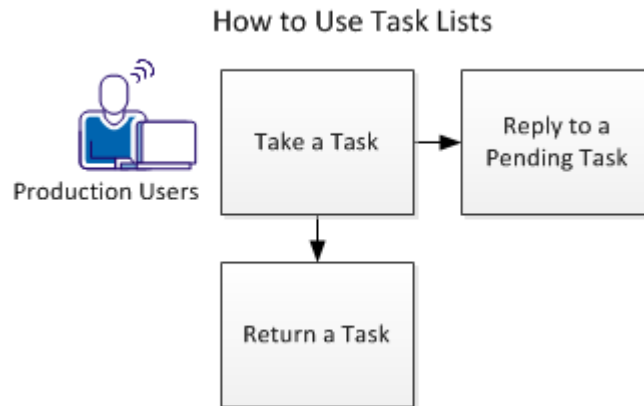 How to Use Task Lists
Production Users
Take a Task
Reply to a
Pending Task
Return a Task